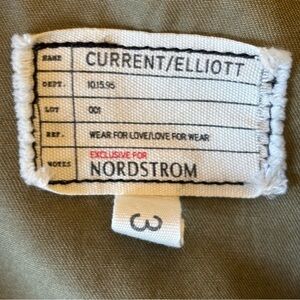 NAME CURRENT/ELLIOTT
DEPT. 10.15.95
LOT 001
REF. WEAR FOR LOVE/LOVE FOR WEAR
NOTES EXCLUSIVE FOR
NORDSTROM
3